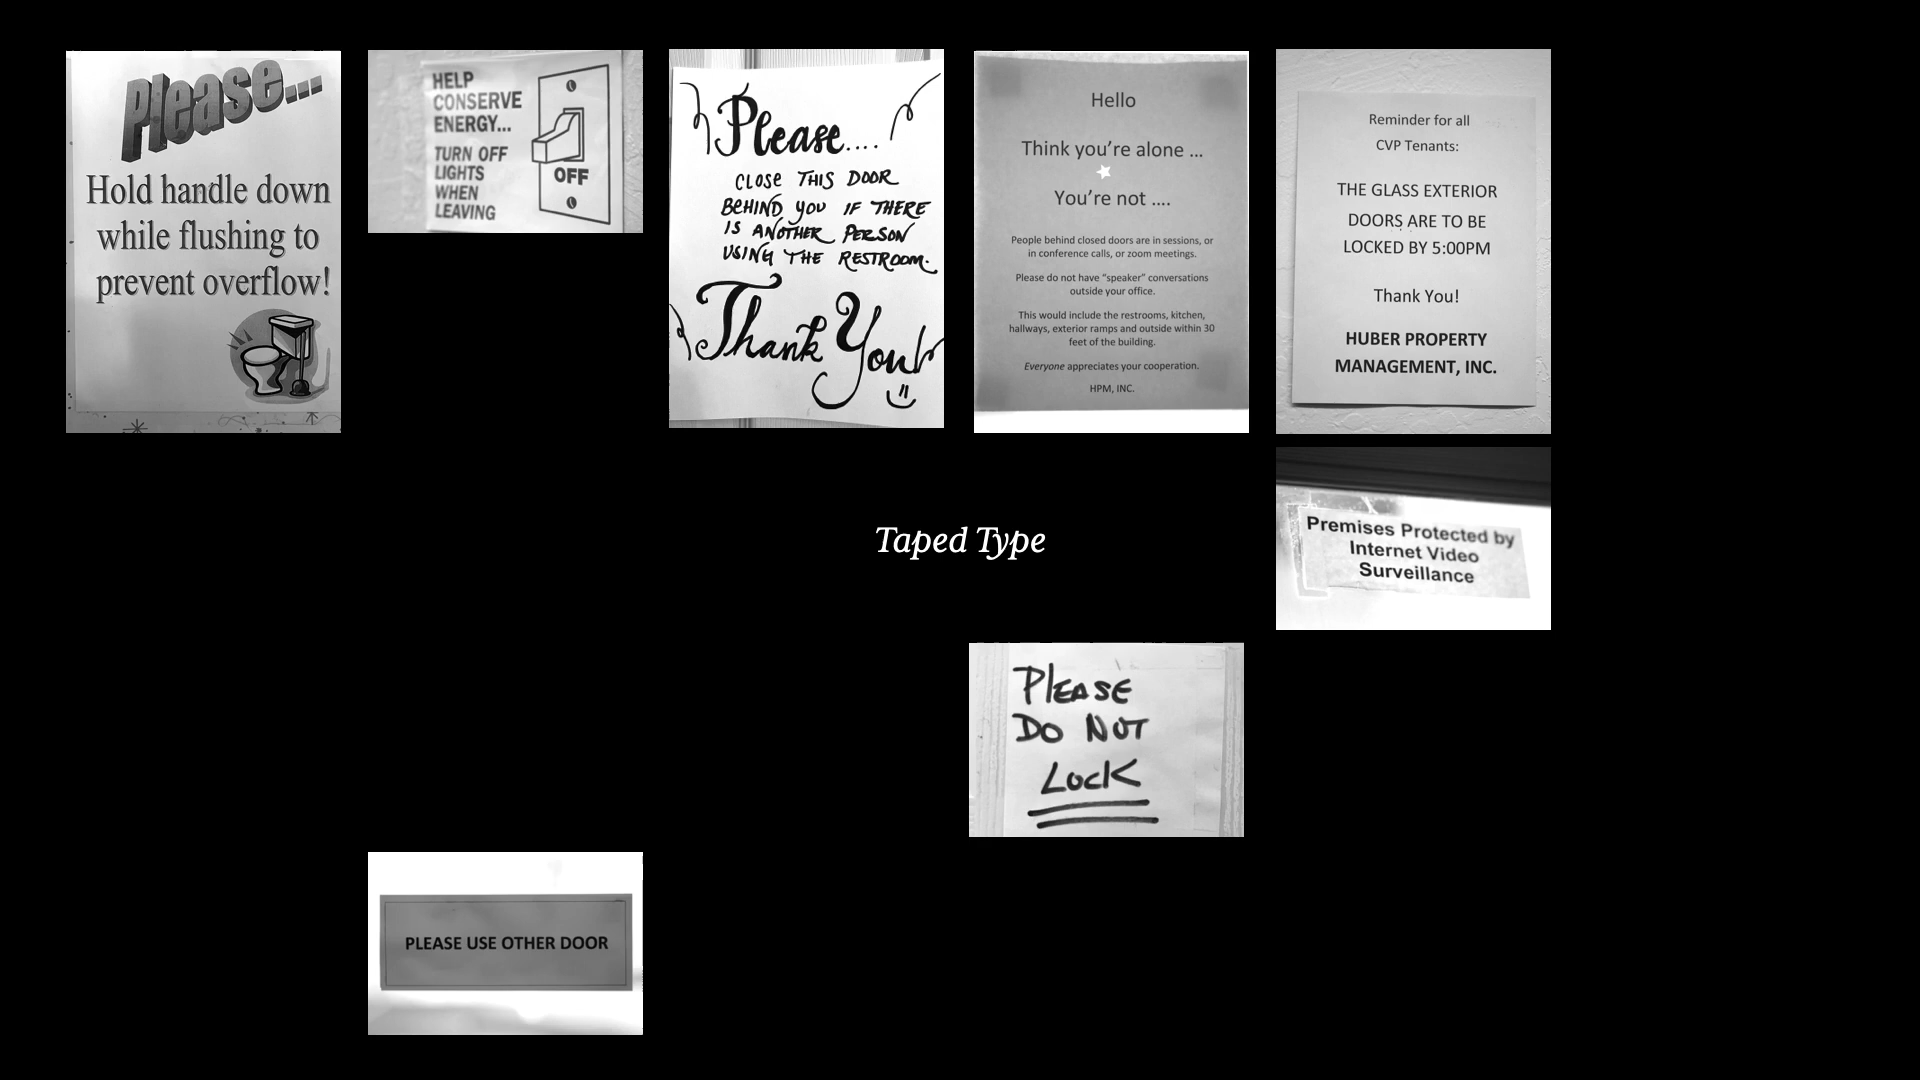 Please...
Hold handle down
while flushing to
prevent overflow!
HELP
CONSERVE
ENERGY...
TURN OFF
LIGHTS
WHEN
LEAVING
OFF
Please....
CLOSE THIS DOOR
BEHIND YOU IF THERE
IS ANOTHER PERSON
USING THE RESTROOM.
Thank You!
Hello
Think you're alone ...
You're not ....
People behind closed doors are in sessions, or
in conference calls, or zoom meetings.
Please do not have "speaker" conversations
outside your office.
This would include the restrooms, kitchen,
hallways, exterior ramps and outside within 30
feet of the building.
Everyone appreciates your cooperation.
HPM, INC.
Reminder for all
CVP Tenants:
THE GLASS EXTERIOR
DOORS ARE TO BE
LOCKED BY 5:00PM
Thank You!
HUBER PROPERTY
MANAGEMENT, INC.
Premises Protected by
Internet Video
Surveillance
Taped Type
PLEASE
DO NOT
LOCK
PLEASE USE OTHER DOOR